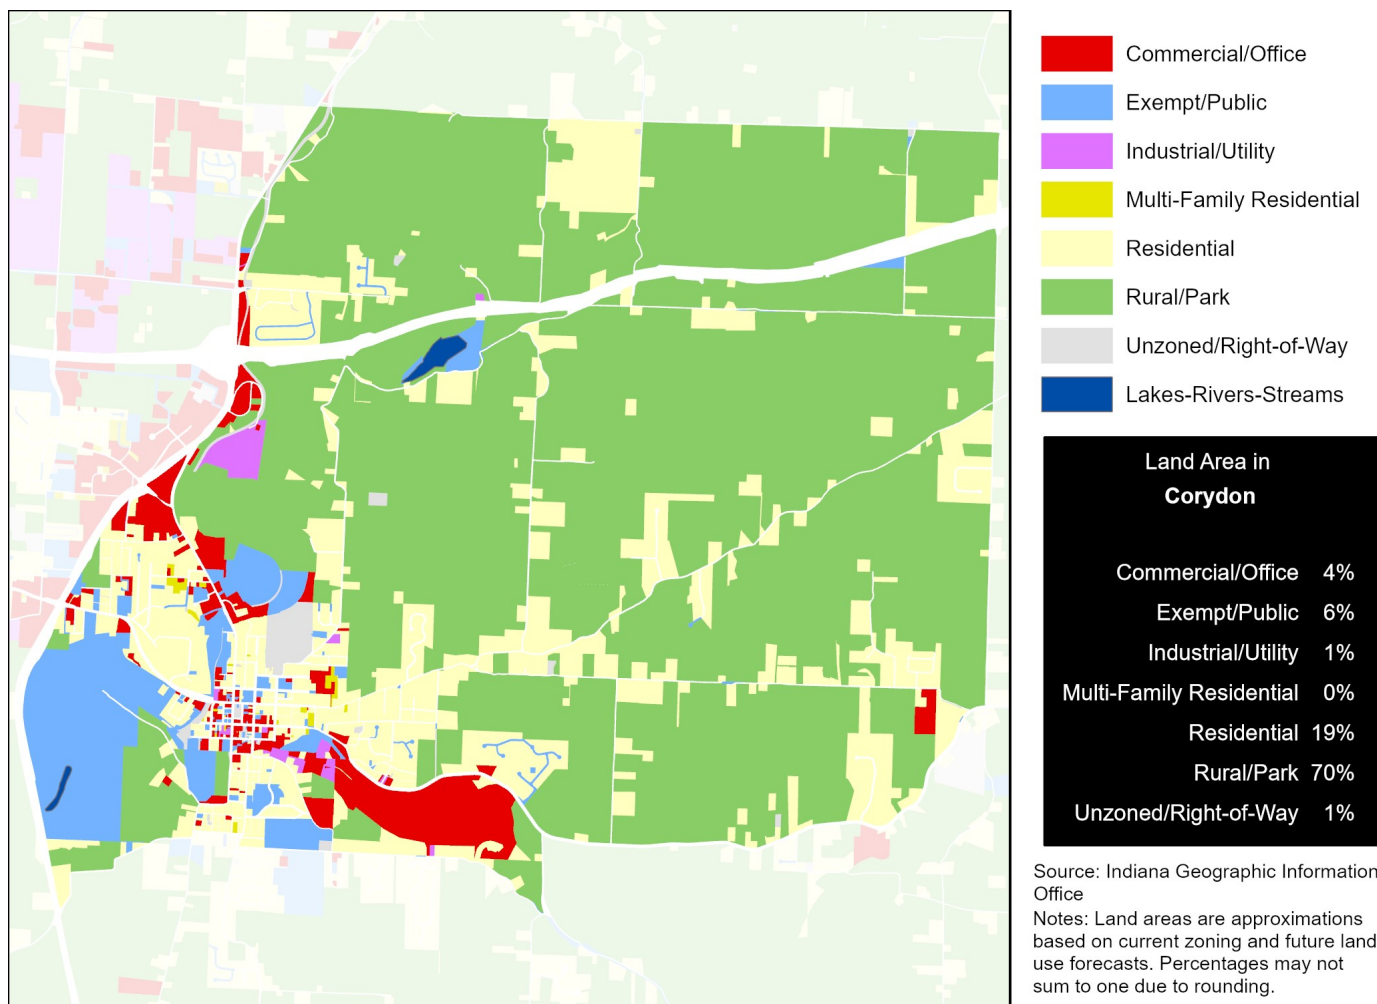 Commercial/Office
Exempt/Public
Industrial/Utility
Multi-Family Residential
Residential
Rural/Park
Unzoned/Right-of-Way
Lakes-Rivers-Streams
Land Area in
Corydon
Commercial/Office 4%
Exempt/Public 6%
Industrial/Utility 1%
Multi-Family Residential 0%
Residential 19%
Rural/Park 70%
Unzoned/Right-of-Way 1%
Source: Indiana Geographic Information
Office
Notes: Land areas are approximations
based on current zoning and future land
use forecasts. Percentages may not
sum to one due to rounding.